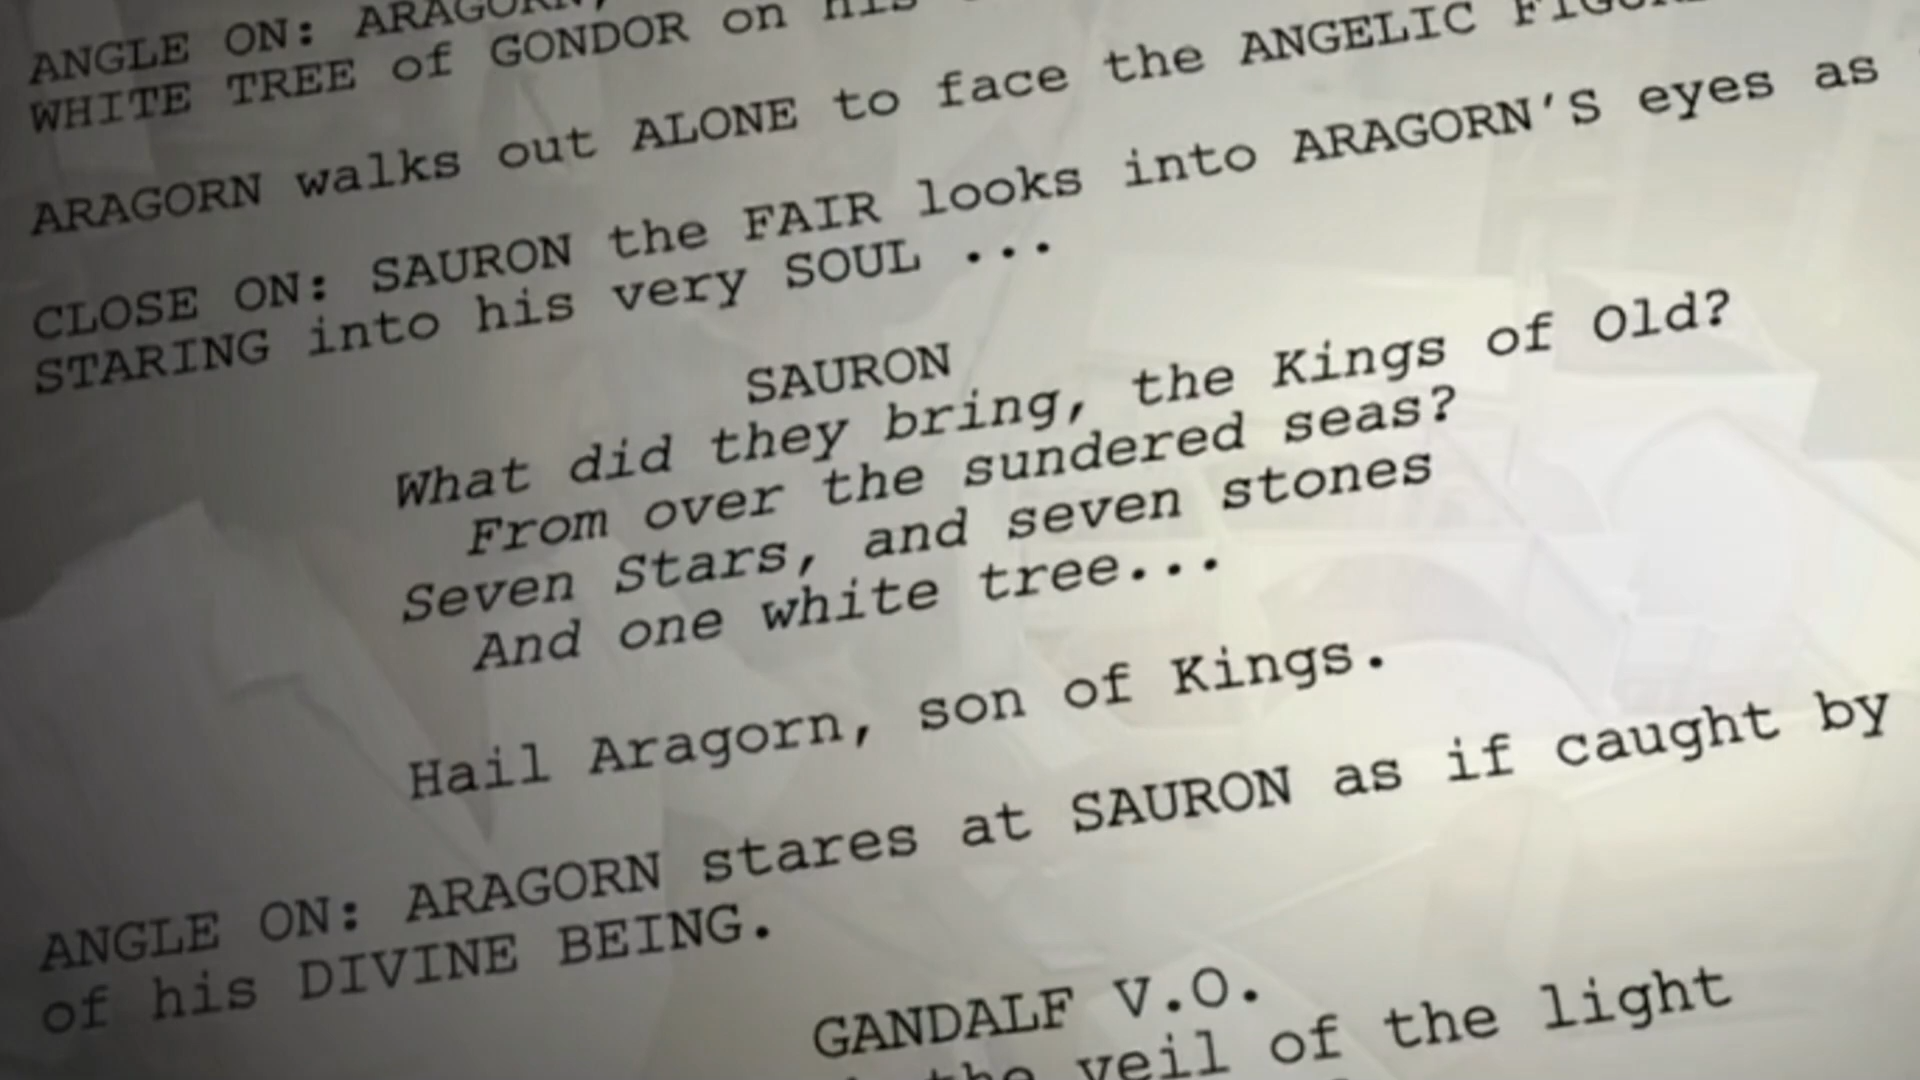 ANGLE ON: ARAGORN,
WHITE TREE of GONDOR on his
ARAGORN walks out ALONE to face the ANGELIC
CLOSE ON: SAURON the FAIR looks into ARAGORN'S eyes as
STARING into his very SOUL ...
SAURON
What did they bring, the Kings of Old?
From over the sundered seas?
Seven Stars, and seven stones
And one white tree...
Hail Aragorn, son of Kings.
ANGLE ON: ARAGORN stares at SAURON as if caught by
of his DIVINE BEING.
GANDALF V.O.
the veil of the light